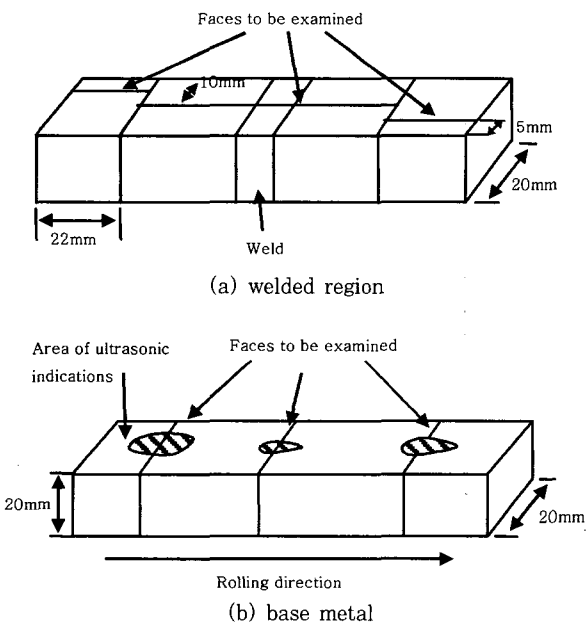 Faces to be examined
10mm
5mm
20mm
22mm
Weld
(a) welded region
Area of ultrasonic
indications
Faces to be examined
20mm
20mm
Rolling direction
(b) base metal